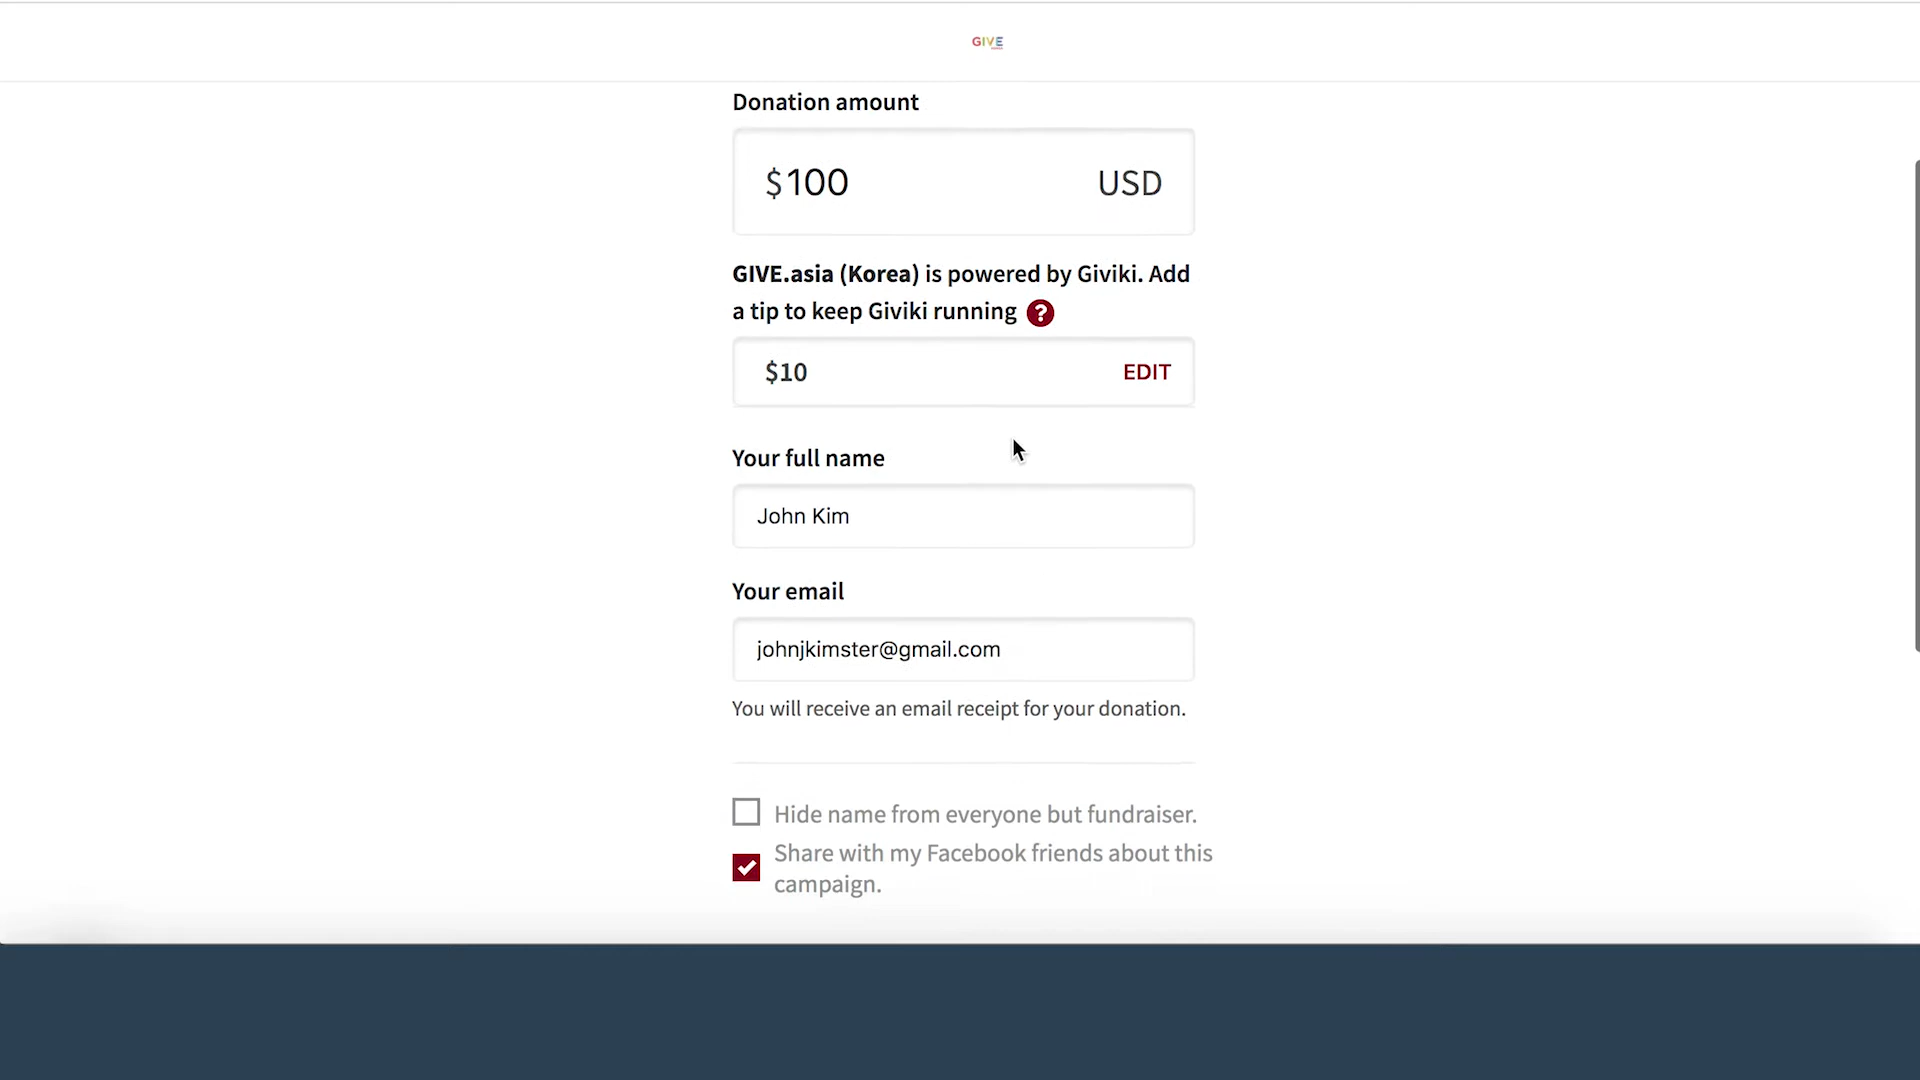 GIVE
Donation amount
$100 USD
GIVE.asia (Korea) is powered by Giviki. Add
a tip to keep Giviki running ?
$10 EDIT
Your full name
John Kim
Your email
johnjkimster@gmail.com
You will receive an email receipt for your donation.
Hide name from everyone but fundraiser.
Share with my Facebook friends about this
campaign.